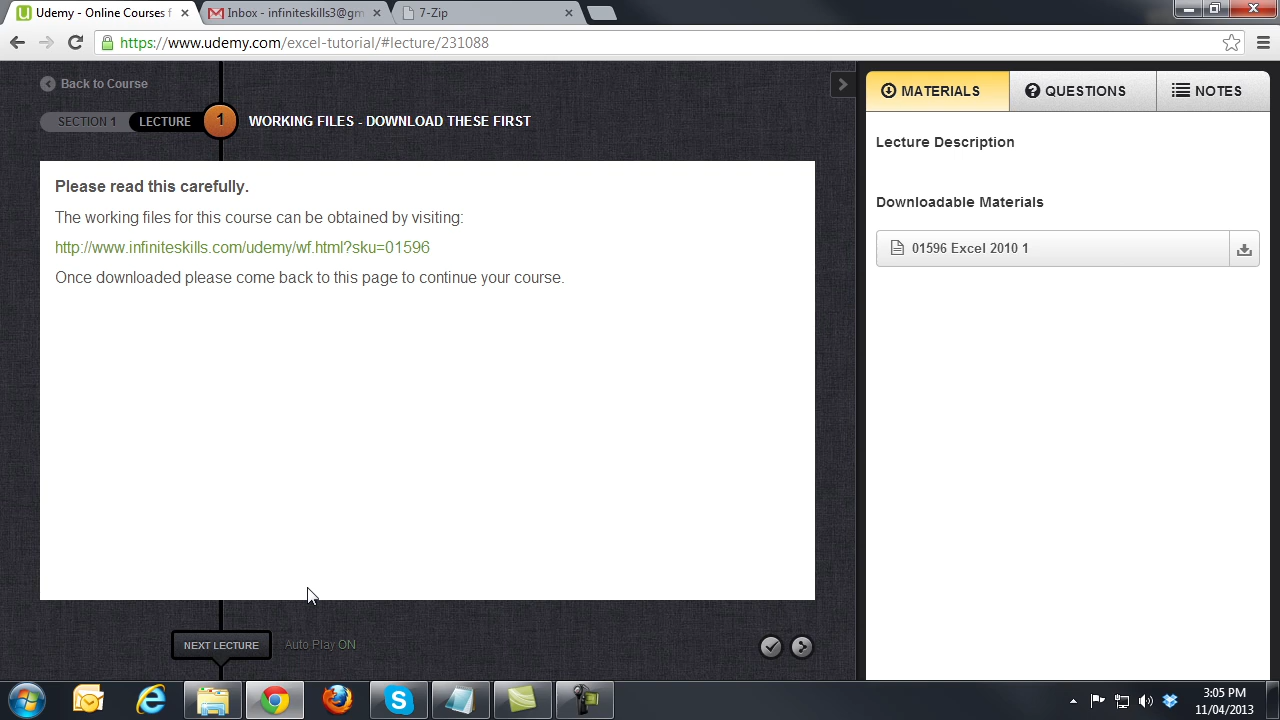 Udemy - Online Courses f
Inbox - infiniteskills3@gm
7-Zip
https://www.udemy.com/excel-tutorial/#lecture/231088
Back to Course
SECTION 1
LECTURE
1
WORKING FILES - DOWNLOAD THESE FIRST
MATERIALS
QUESTIONS
NOTES
Please read this carefully.
The working files for this course can be obtained by visiting:
http://www.infiniteskills.com/udemy/wf.html?sku=01596
Once downloaded please come back to this page to continue your course.
Lecture Description
Downloadable Materials
01596 Excel 2010 1
NEXT LECTURE
Auto Play ON
3:05 PM
11/04/2013